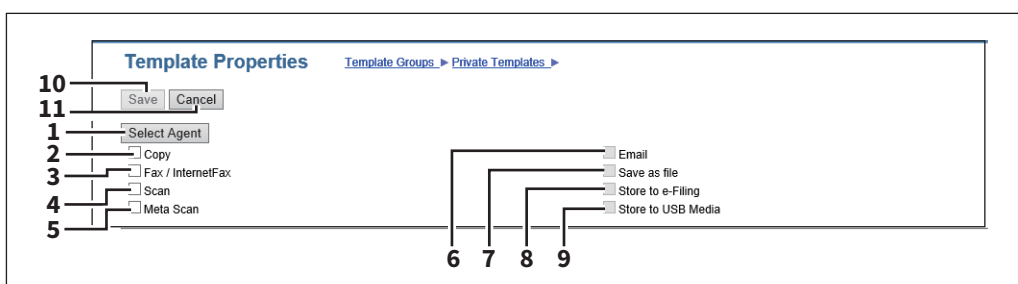 Template Properties Template Groups ▶ Private Templates ▶
10 Save Cancel
11
1 Select Agent
2 Copy Email
3 Fax / InternetFax Save as file
4 Scan Store to e-Filing
5 Meta Scan Store to USB Media
6 7 8 9